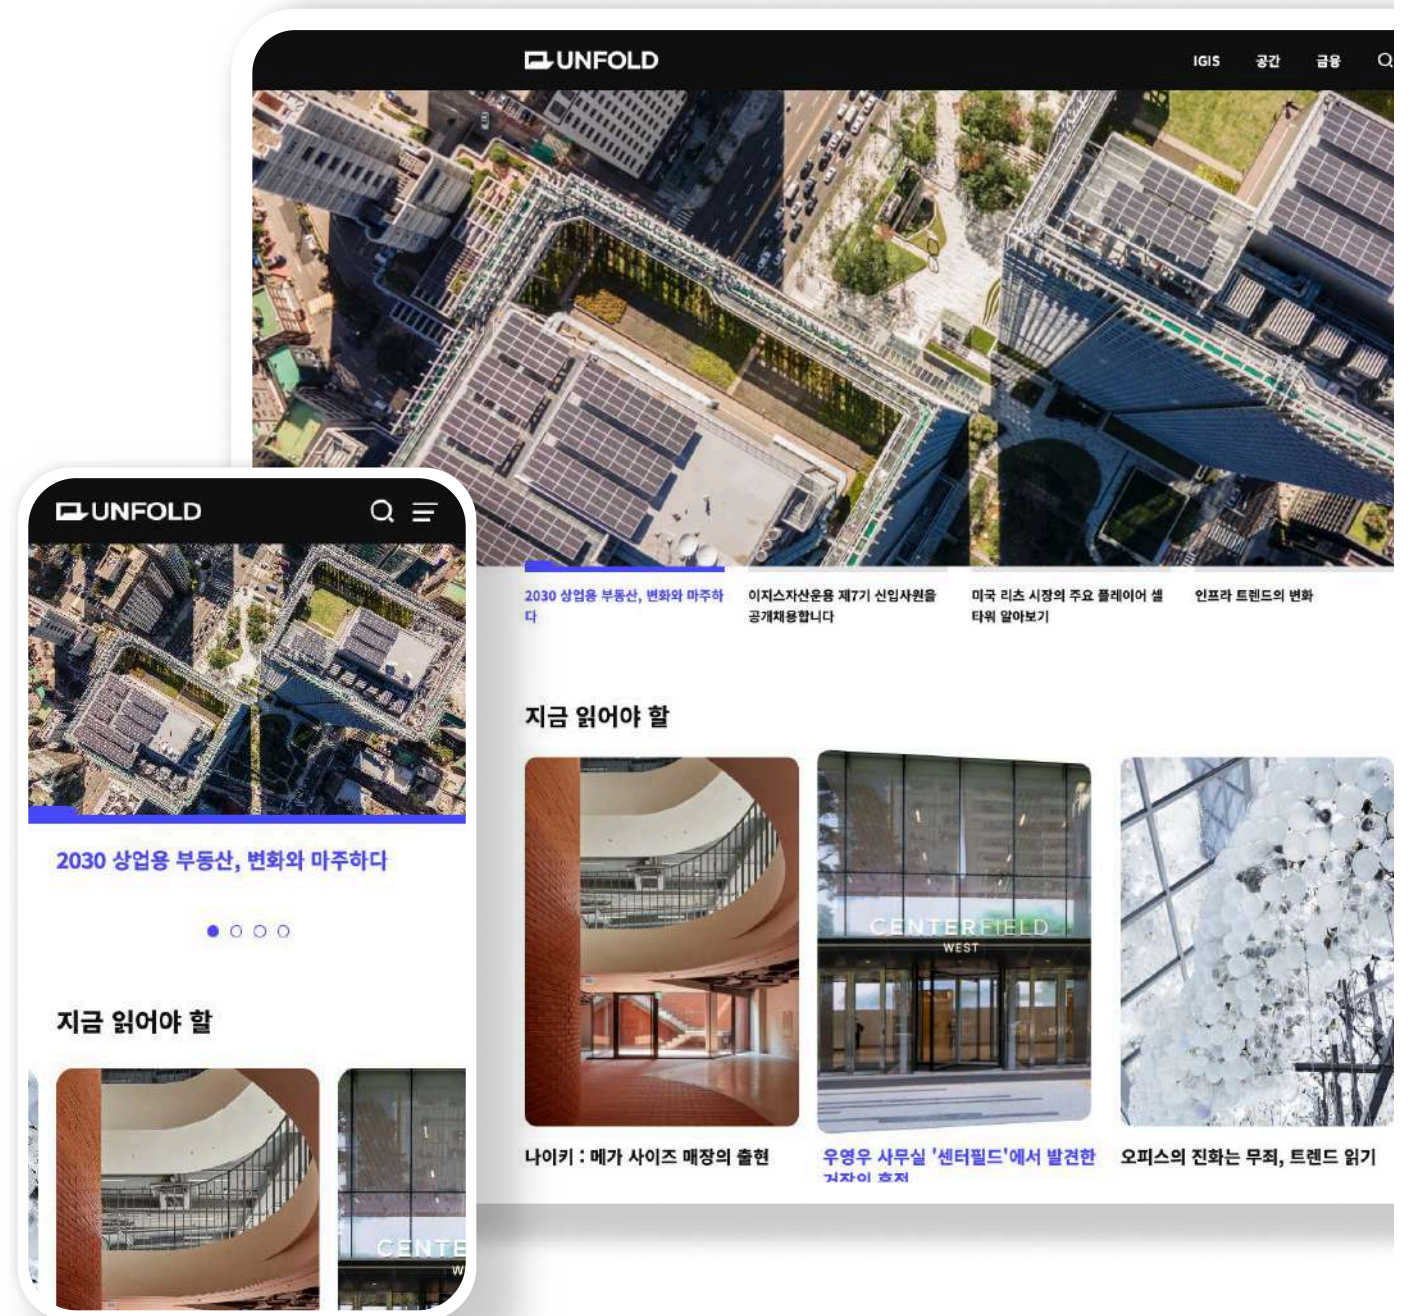 UNFOLD
IGIS 공간 금융
2030 상업용 부동산, 변화와 마주하
다
이지스자산운용 제7기 신입사원을
공개채용합니다
미국 리츠 시장의 주요 플레이어 셀
타워 알아보기
인프라 트렌드의 변화
지금 읽어야 할
CENTERFIELD
WEST
나이키 : 메가 사이즈 매장의 출현
우영우 사무실 '센터필드'에서 발견한
거장의 흔적
오피스의 진화는 무죄, 트렌드 읽기
UNFOLD
2030 상업용 부동산, 변화와 마주하다
지금 읽어야 할
CENTE
W